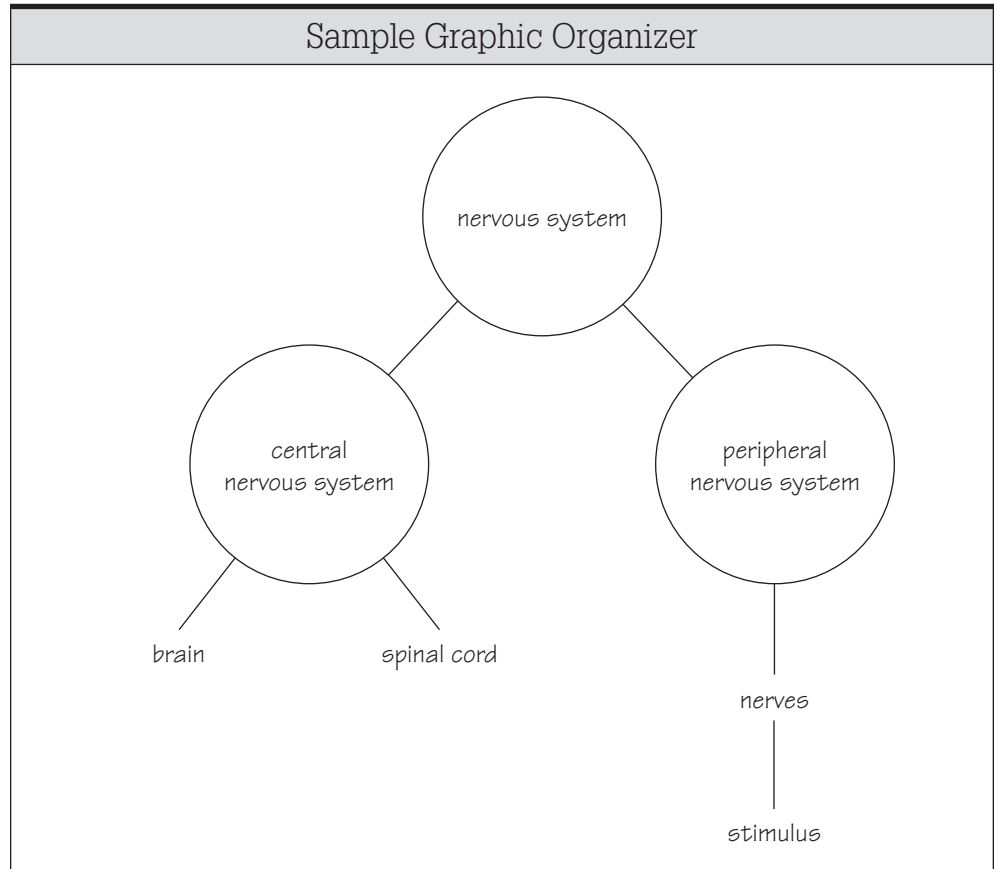 Sample Graphic Organizer
nervous system
central
nervous system
peripheral
nervous system
brain
spinal cord
nerves
stimulus